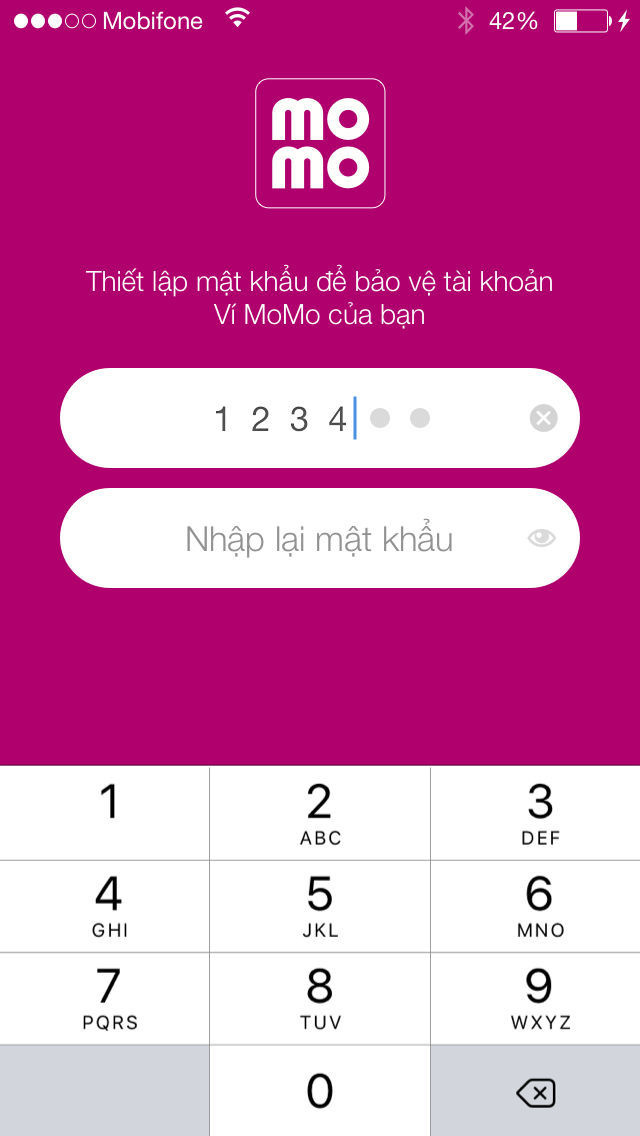 Mobifone 42%
mo
mo
Thiết lập mật khẩu để bảo vệ tài khoản
Ví MoMo của bạn
1 2 3 4
Nhập lại mật khẩu
1 2 3
ABC DEF
4 5 6
GHI JKL MNO
7 8 9
PQRS TUV WXYZ
0